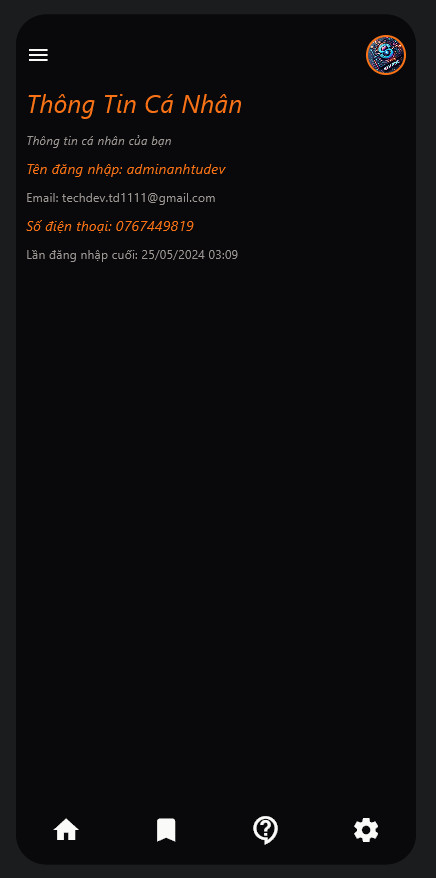 Thông Tin Cá Nhân
Thông tin cá nhân của bạn
Tên đăng nhập: adminanhtudev
Email: techdev.td1111@gmail.com
Số điện thoại: 0767449819
Lần đăng nhập cuối: 25/05/2024 03:09